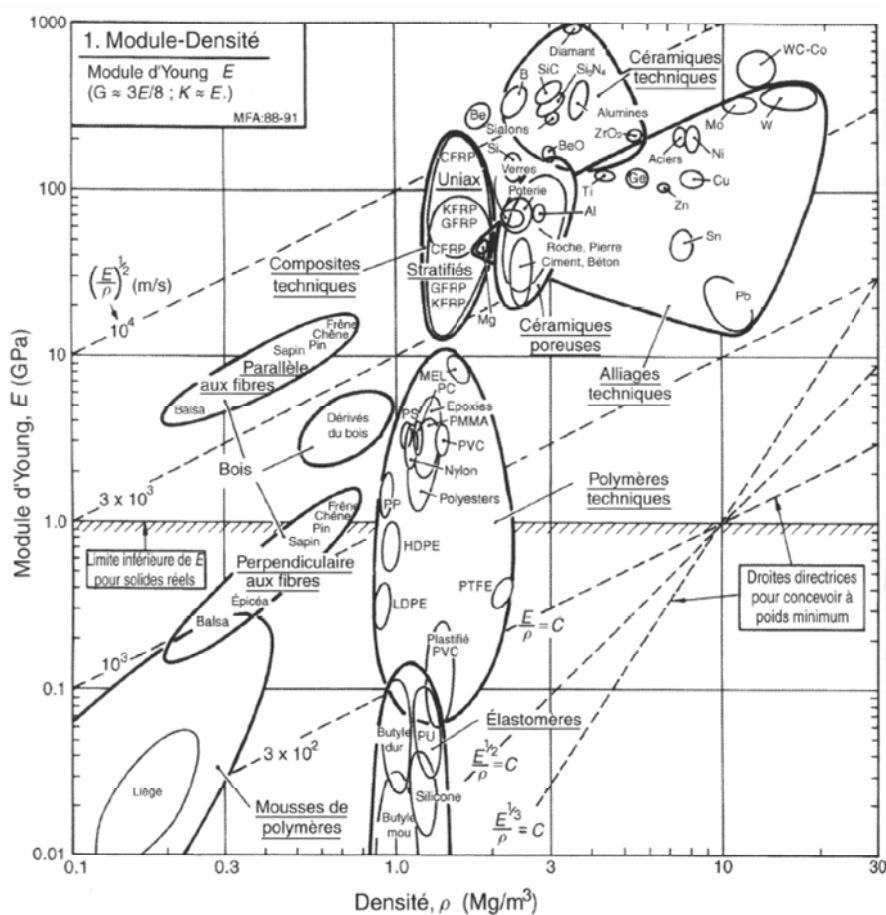 1. Module-Densité
Module d'Young E
(G ≈ 3E/8 ; K ≈ E.)
MFA:88-91
Module d'Young, E (GPa)
1000
100
10
1.0
0.1
0.01
Diamant
B
SiC
Si3N4
Céramiques
techniques
WC-Co
Be
Sialons
Alumines
ZrO2
Mo
W
Si
BeO
Aciers
Ni
CFRP
Uniax
Verres
Poterie
Ti
Ge
Cu
Zn
Al
KFRP
GFRP
CFRP
Stratifiés
GFRP
KFRP
Mg
Roche, Pierre
Ciment, Béton
Sn
Pb
Composites
techniques
Céramiques
poreuses
Alliages
techniques
(E/ρ)^1/2 (m/s)
10^4
Frêne
Chêne
Pin
Sapin
Parallèle
aux fibres
Balsa
Dérivés
du bois
Bois
MEL
PC
PS
Epoxies
PMMA
PVC
Nylon
Polyesters
PP
HDPE
LDPE
PTFE
Plastifié
PVC
Polymères
techniques
3 x 10^3
Limite inférieure de E
pour solides réels
Frêne
Chêne
Pin
Sapin
Perpendiculaire
aux fibres
Épicéa
Balsa
10^3
Droites directrices
pour concevoir à
poids minimum
E/ρ = C
E^1/2/ρ = C
E^1/3/ρ = C
3 x 10^2
Élastomères
Butyle
dur
PU
Silicone
Butyle
mou
Liège
Mousses de
polymères
0.1
0.3
1.0
3
10
30
Densité, ρ (Mg/m3)